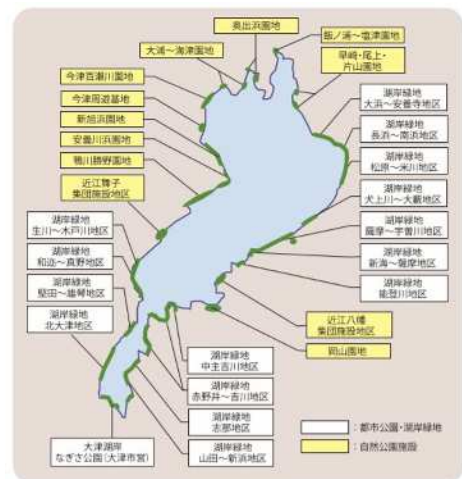 奥出浜園地
大浦～海津園地
飯ノ浦～塩津園地
早崎・尾上・
片山園地
今津百瀬川園地
今津周遊基地
新旭浜園地
安曇川浜園地
鴨川勝野園地
近江舞子
集団施設地区
湖岸緑地
大浜～安養寺地区
湖岸緑地
長浜～南浜地区
湖岸緑地
松原～米川地区
湖岸緑地
犬上川～大藪地区
湖岸緑地
薩摩～宇曽川地区
湖岸緑地
新海～薩摩地区
湖岸緑地
能登川地区
湖岸緑地
生川～木戸川地区
湖岸緑地
和迩～真野地区
湖岸緑地
堅田～雄琴地区
湖岸緑地
北大津地区
近江八幡
集団施設地区
岡山園地
湖岸緑地
中主吉川地区
湖岸緑地
赤野井～吉川地区
湖岸緑地
志那地区
湖岸緑地
山田～新浜地区
大津湖岸
なぎさ公園(大津市営)
：都市公園・湖岸緑地
：自然公園施設